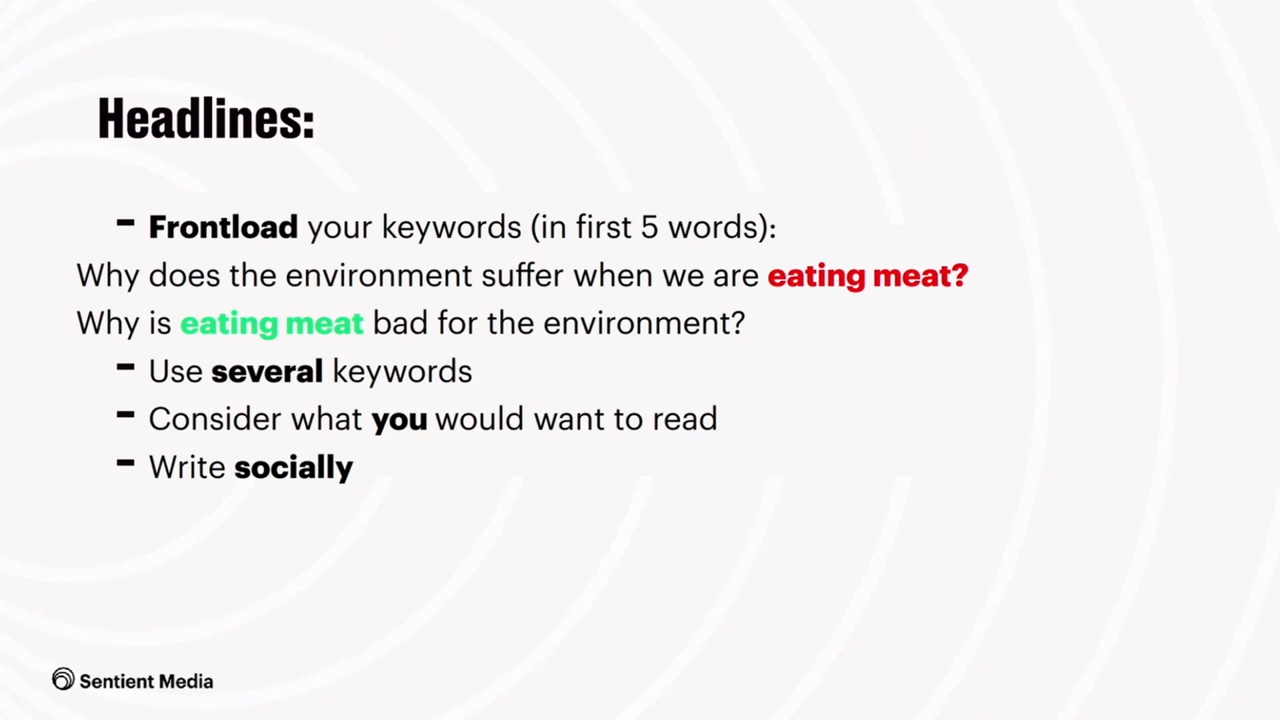 Headlines:
- Frontload your keywords (in first 5 words):
Why does the environment suffer when we are eating meat?
Why is eating meat bad for the environment?
- Use several keywords
- Consider what you would want to read
- Write socially
Sentient Media